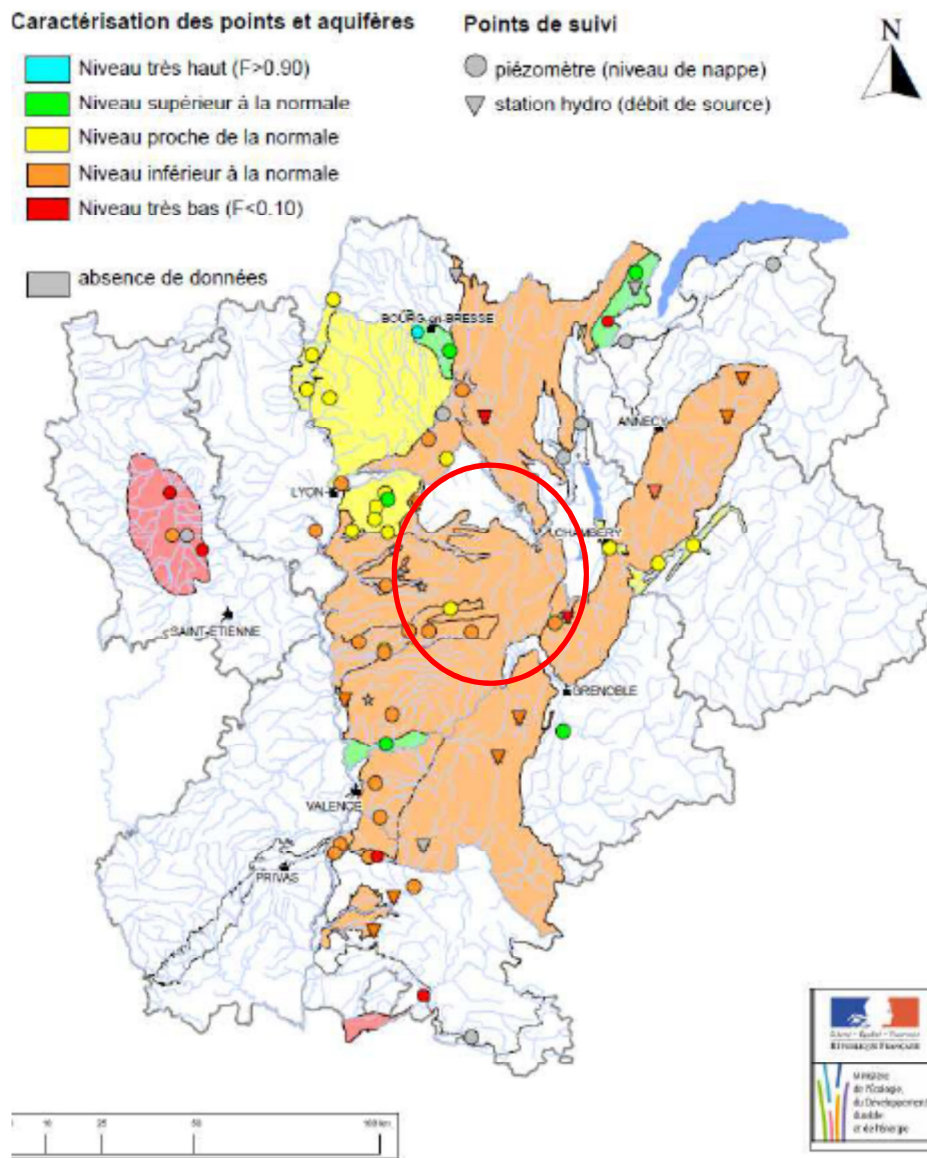 Caractérisation des points et aquifères
Niveau très haut (F>0.90)
Niveau supérieur à la normale
Niveau proche de la normale
Niveau inférieur à la normale
Niveau très bas (F<0.10)
absence de données
Points de suivi
piézomètre (niveau de nappe)
station hydro (débit de source)
N
BOURG-en-BRESSE
ANNECY
LYON
CHAMBERY
SAINT-ETIENNE
GRENOBLE
VALENCE
PRIVAS
10 25 50 100 km
Liberté • Égalité • Fraternité
RÉPUBLIQUE FRANÇAISE
Ministère
de l'Écologie,
du Développement
durable
et de l'Énergie